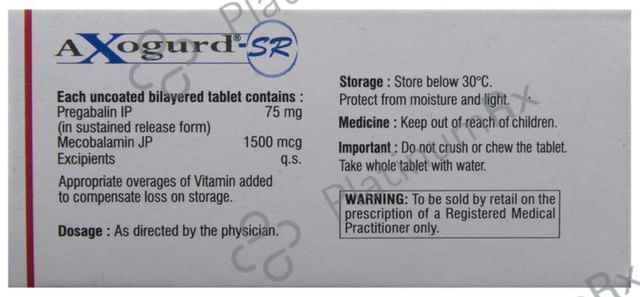 AXogurd®-SR
Each uncoated bilayered tablet contains :
Pregabalin IP 75 mg
(in sustained release form)
Mecobalamin JP 1500 mcg
Excipients q.s.
Appropriate overages of Vitamin added
to compensate loss on storage.
Dosage : As directed by the physician.
Storage : Store below 30°C.
Protect from moisture and light.
Medicine : Keep out of reach of children.
Important : Do not crush or chew the tablet.
Take whole tablet with water.
WARNING: To be sold by retail on the
prescription of a Registered Medical
Practitioner only.
PlatinumRx